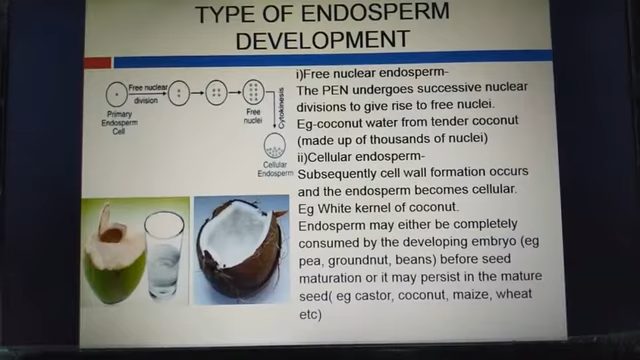 TYPE OF ENDOSPERM
DEVELOPMENT
i)Free nuclear endosperm-
The PEN undergoes successive nuclear
divisions to give rise to free nuclei.
Eg-coconut water from tender coconut
(made up of thousands of nuclei)
ii)Cellular endosperm-
Subsequently cell wall formation occurs
and the endosperm becomes cellular.
Eg White kernel of coconut.
Endosperm may either be completely
consumed by the developing embryo (eg
pea, groundnut, beans) before seed
maturation or it may persist in the mature
seed( eg castor, coconut, maize, wheat
etc)
Free nuclear
division
Primary
Endosperm
Cell
Free
nuclei
Cytokinesis
Cellular
Endosperm